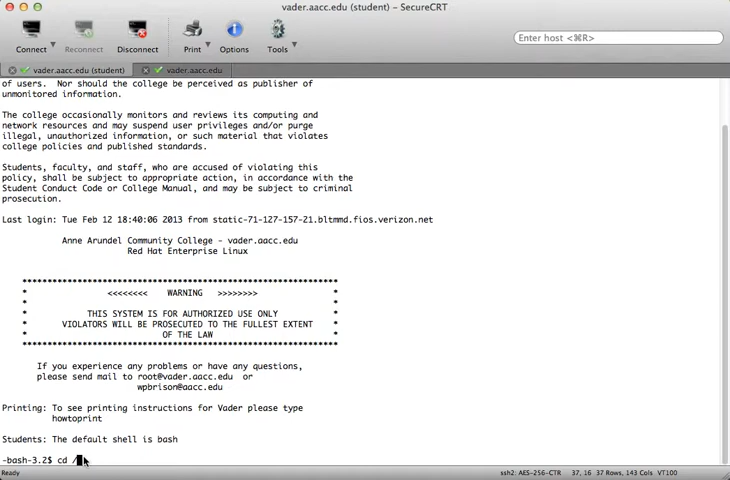 vader.aacc.edu (student) – SecureCRT
Connect
Reconnect
Disconnect
Print
Options
Tools
Enter host <⌘R>
vader.aacc.edu (student)
vader.aacc.edu
of users.  Nor should the college be perceived as publisher of
unmonitored information.
The college occasionally monitors and reviews its computing and
network resources and may suspend user privileges and/or purge
illegal, unauthorized information, or such material that violates
college policies and published standards.
Students, faculty, and staff, who are accused of violating this
policy, shall be subject to appropriate action, in accordance with the
Student Conduct Code or College Manual, and may be subject to criminal
prosecution.
Last login: Tue Feb 12 18:40:06 2013 from static-71-127-157-21.bltmmd.fios.verizon.net
Anne Arundel Community College - vader.aacc.edu
Red Hat Enterprise Linux
************************************************************
*               <<<<<<<<    WARNING    >>>>>>>>              *
*                                                          *
*           THIS SYSTEM IS FOR AUTHORIZED USE ONLY         *
*      VIOLATORS WILL BE PROSECUTED TO THE FULLEST EXTENT  *
*                         OF THE LAW                       *
************************************************************
If you experience any problems or have any questions,
please send mail to root@vader.aacc.edu  or
wpbrison@aacc.edu
Printing:  To see printing instructions for Vader please type
howtoprint
Students:  The default shell is bash
-bash-3.2$ cd /
Ready
ssh2: AES-256-CTR    37, 16  37 Rows, 143 Cols  VT100